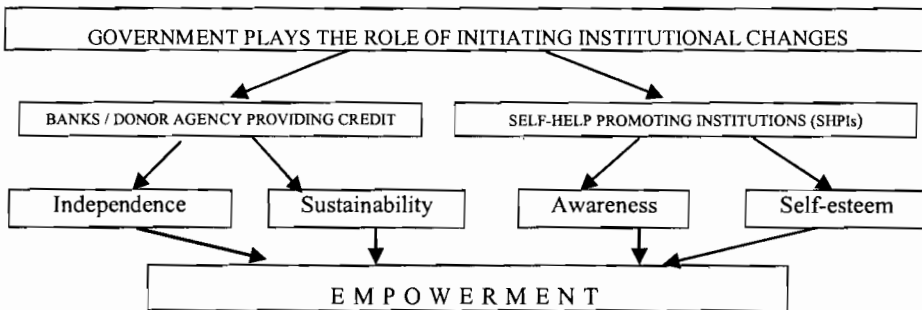 GOVERNMENT PLAYS THE ROLE OF INITIATING INSTITUTIONAL CHANGES
BANKS / DONOR AGENCY PROVIDING CREDIT
SELF-HELP PROMOTING INSTITUTIONS (SHPIs)
Independence
Sustainability
Awareness
Self-esteem
EMPOWERMENT